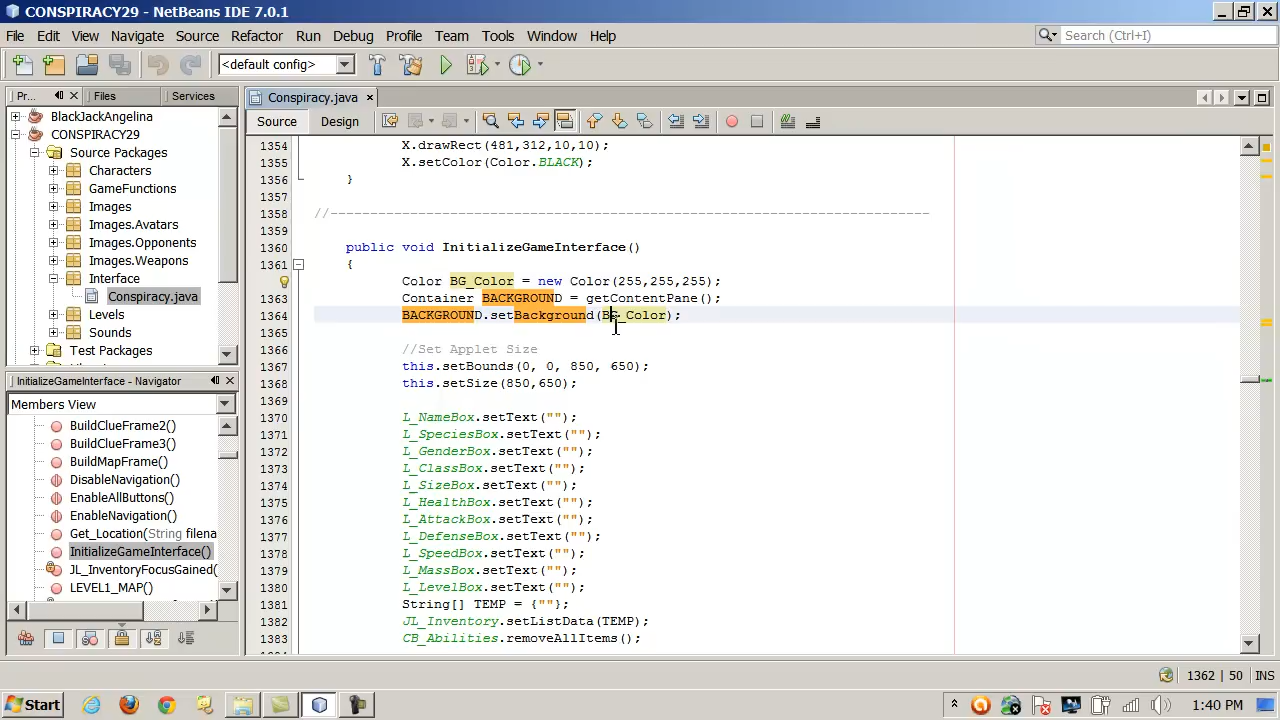 CONSPIRACY29 - NetBeans IDE 7.0.1
File Edit View Navigate Source Refactor Run Debug Profile Team Tools Window Help
Search (Ctrl+I)
<default config>
Pr... Files Services
Conspiracy.java
BlackJackAngelina
CONSPIRACY29
Source Packages
Characters
GameFunctions
Images
Images.Avatars
Images.Opponents
Images.Weapons
Interface
Conspiracy.java
Levels
Sounds
Test Packages
InitializeGameInterface - Navigator
Members View
BuildClueFrame2()
BuildClueFrame3()
BuildMapFrame()
DisableNavigation()
EnableAllButtons()
EnableNavigation()
Get_Location(String filena
InitializeGameInterface()
JL_InventoryFocusGained(
LEVEL1_MAP()
Source Design
1354 X.drawRect(481,312,10,10);
1355 X.setColor(Color.BLACK);
1356 }
1357
1358 //---------------------------------------------------------------------------
1359
1360 public void InitializeGameInterface()
1361 {
Color BG_Color = new Color(255,255,255);
1363 Container BACKGROUND = getContentPane();
1364 BACKGROUND.setBackground(BG_Color);
1365
1366 //Set Applet Size
1367 this.setBounds(0, 0, 850, 650);
1368 this.setSize(850,650);
1369
1370 L_NameBox.setText("");
1371 L_SpeciesBox.setText("");
1372 L_GenderBox.setText("");
1373 L_ClassBox.setText("");
1374 L_SizeBox.setText("");
1375 L_HealthBox.setText("");
1376 L_AttackBox.setText("");
1377 L_DefenseBox.setText("");
1378 L_SpeedBox.setText("");
1379 L_MassBox.setText("");
1380 L_LevelBox.setText("");
1381 String[] TEMP = {""};
1382 JL_Inventory.setListData(TEMP);
1383 CB_Abilities.removeAllItems();
1362 | 50 INS
Start
1:40 PM